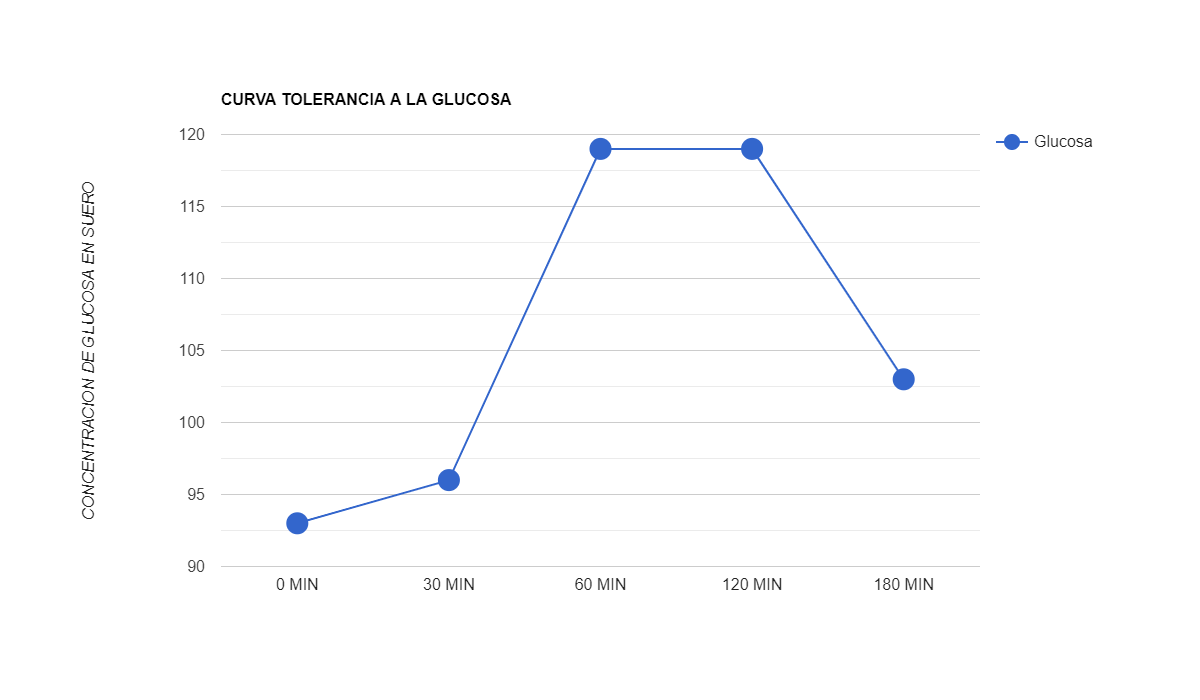 CURVA TOLERANCIA A LA GLUCOSA
Glucosa
CONCENTRACION DE GLUCOSA EN SUERO
120
115
110
105
100
95
90
0 MIN
30 MIN
60 MIN
120 MIN
180 MIN